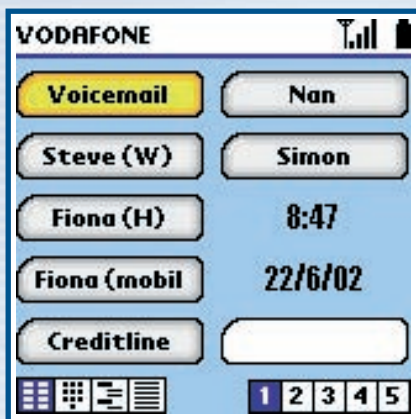 VODAFONE
Voicemail Nan
Steve (W) Simon
Fiona (H) 8:47
Fiona (mobil 22/6/02
Creditline
1 2 3 4 5